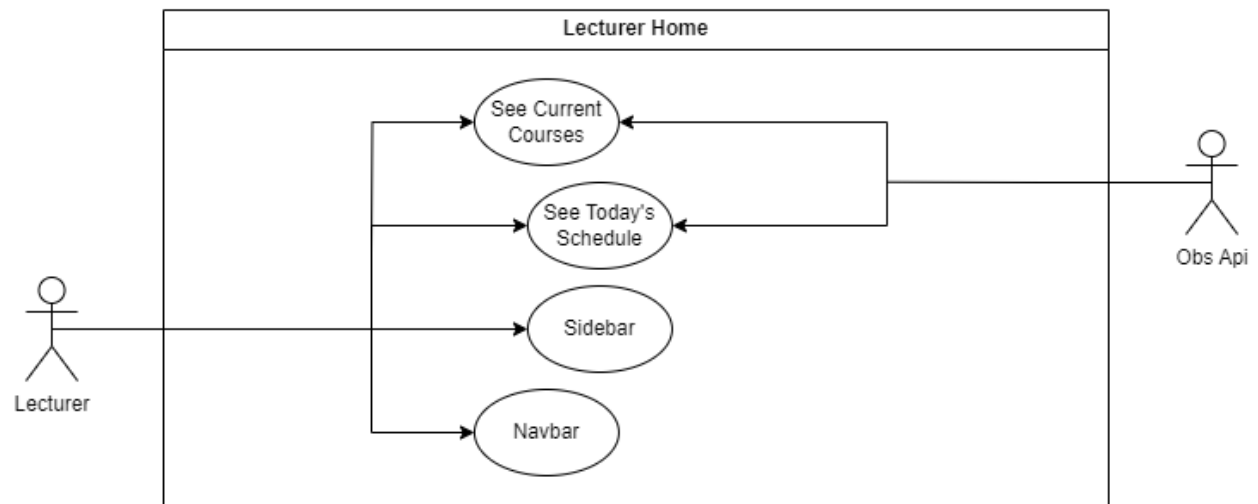 Lecturer Home
See Current
Courses
See Today's
Schedule
Obs Api
Sidebar
Lecturer
Navbar